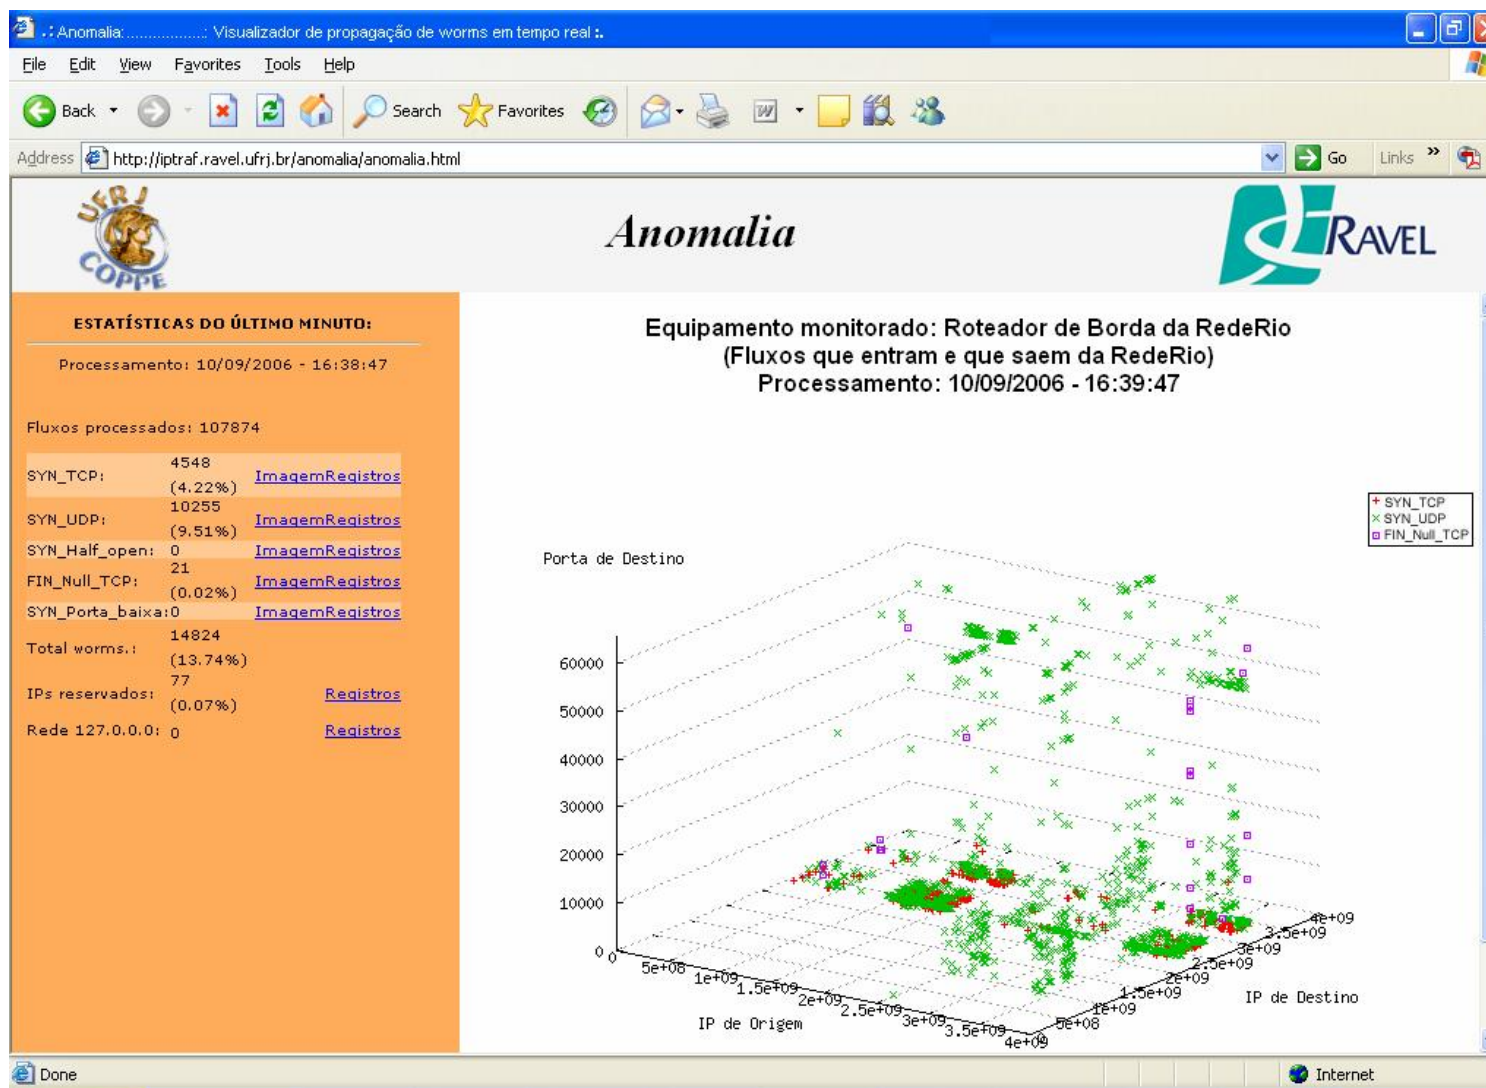 .: Anomalia:..................: Visualizador de propagação de worms em tempo real :.
File Edit View Favorites Tools Help
Back Search Favorites
Address http://iptraf.ravel.ufrj.br/anomalia/anomalia.html Go Links »
UFRJ
COPPE
Anomalia
RAVEL
ESTATÍSTICAS DO ÚLTIMO MINUTO:
Processamento: 10/09/2006 - 16:38:47
Fluxos processados: 107874
SYN_TCP: 4548 (4.22%) ImagemRegistros
SYN_UDP: 10255 (9.51%) ImagemRegistros
SYN_Half_open: 0 ImagemRegistros
FIN_Null_TCP: 21 (0.02%) ImagemRegistros
SYN_Porta_baixa:0 ImagemRegistros
Total worms.: 14824 (13.74%)
IPs reservados: 77 (0.07%) Registros
Rede 127.0.0.0: 0 Registros
Equipamento monitorado: Roteador de Borda da RedeRio
(Fluxos que entram e que saem da RedeRio)
Processamento: 10/09/2006 - 16:39:47
SYN_TCP
SYN_UDP
FIN_Null_TCP
Porta de Destino
60000
50000
40000
30000
20000
10000
0
0
5e+08
1e+09
1.5e+09
2e+09
2.5e+09
3e+09
3.5e+09
4e+09
IP de Origem
0
5e+08
1e+09
1.5e+09
2e+09
2.5e+09
3e+09
3.5e+09
4e+09
IP de Destino
Done Internet